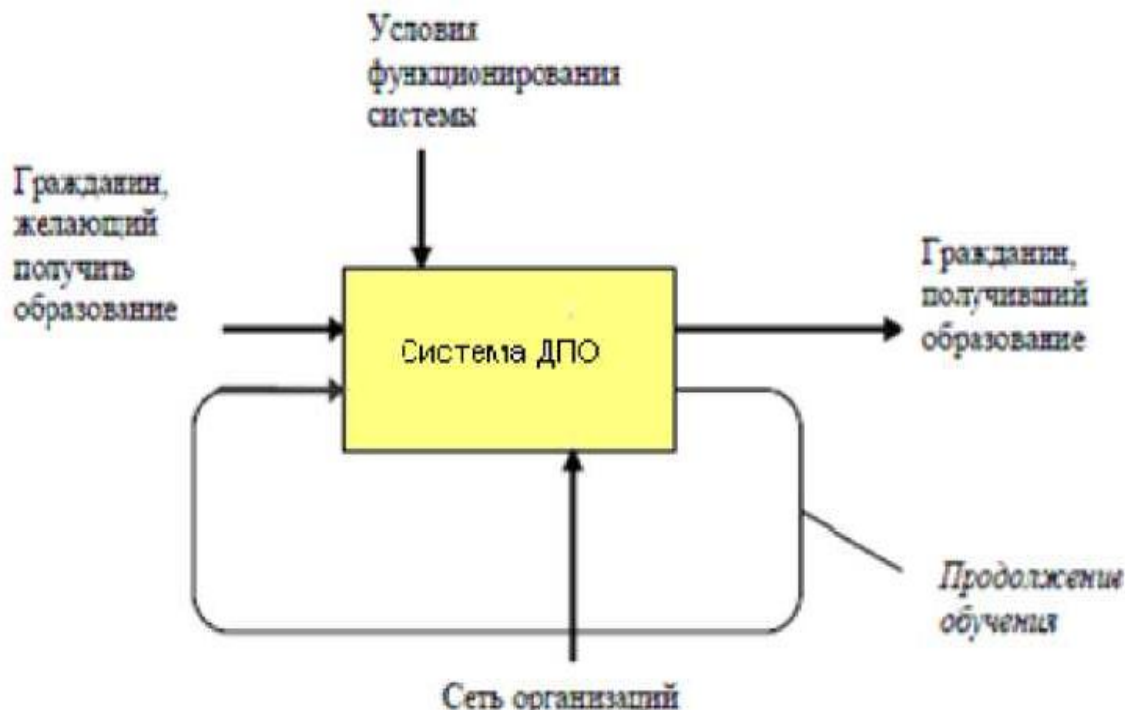 Условия
функционирования
системы
Гражданин,
желающий
получить
образование
Гражданин,
получивший
образование
Система ДПО
Продолжение
обучения
Сеть организаций